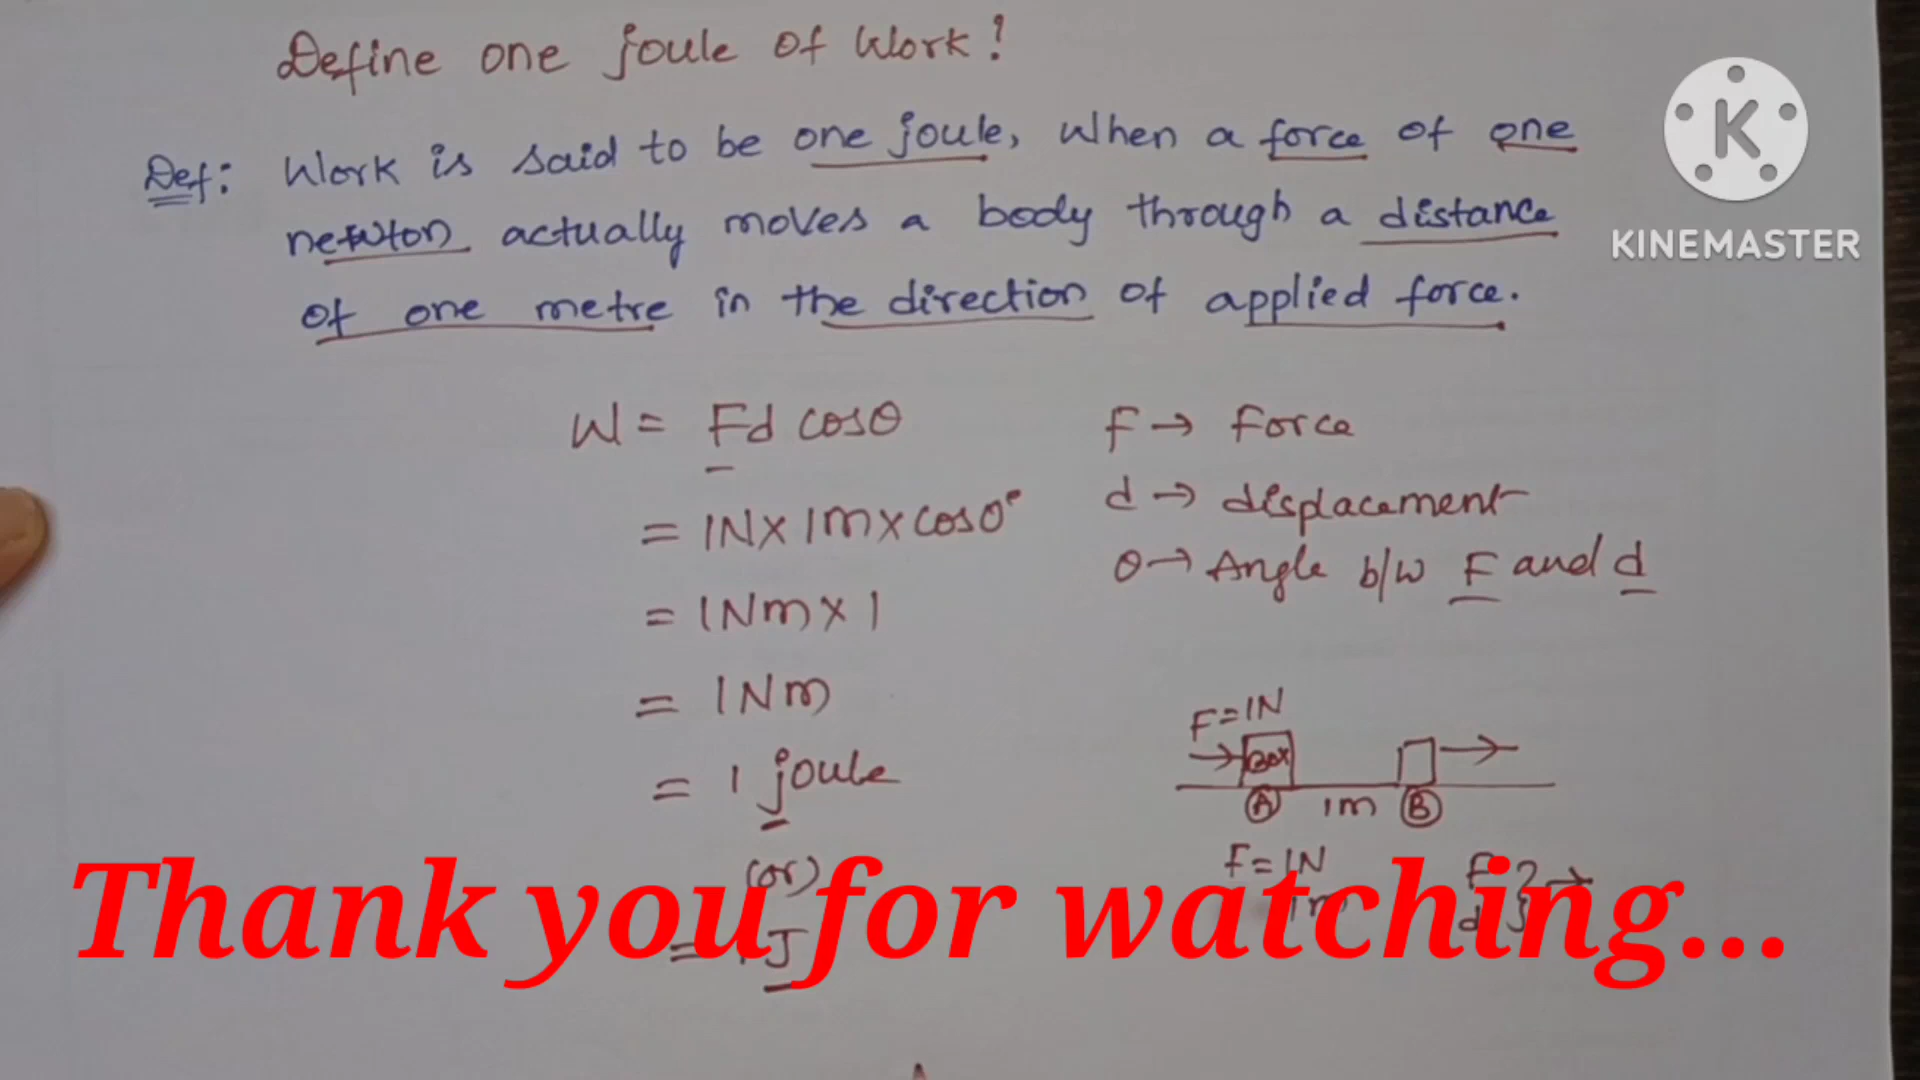 Define one joule of Work?
Def: Work is said to be one joule, When a force of one
newton actually moves a body through a distance
of one metre in the direction of applied force.
K
KINEMASTER
W = Fd cosθ
= 1N × 1m × cos0°
= 1Nm × 1
= 1Nm
= 1 joule
(or)
= 1J
F → Force
d → displacement
θ → Angle b/w F and d
F=1N
Box
A 1m B
F=1N
1m
F
d } →
Thank you for watching...